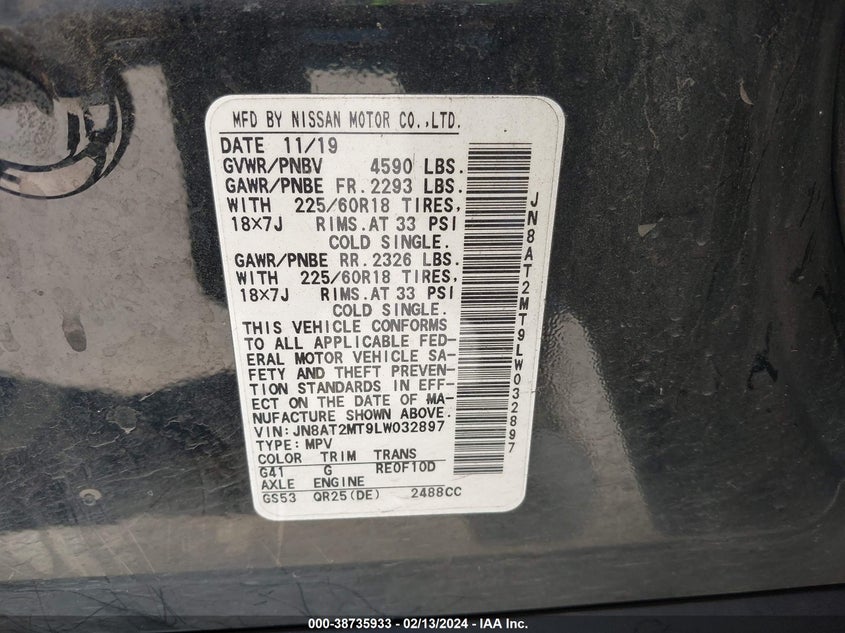 MFD BY NISSAN MOTOR CO.,LTD.
DATE 11/19
GVWR/PNBV 4590 LBS.
GAWR/PNBE FR. 2293 LBS.
WITH 225/60R18 TIRES,
18×7J RIMS.AT 33 PSI
COLD SINGLE.
GAWR/PNBE RR. 2326 LBS.
WITH 225/60R18 TIRES,
18×7J RIMS.AT 33 PSI
COLD SINGLE.
THIS VEHICLE CONFORMS
TO ALL APPLICABLE FED-
ERAL MOTOR VEHICLE SA-
FETY AND THEFT PREVEN-
TION STANDARDS IN EFF-
ECT ON THE DATE OF MA-
NUFACTURE SHOWN ABOVE.
VIN:JN8AT2MT9LW032897
TYPE:MPV
COLOR TRIM TRANS
G41 G RE0F10D
AXLE ENGINE
GS53 QR25(DE) 2488CC
JN8AT2MT9LW032897
000-38735933 - 02/13/2024 - IAA Inc.